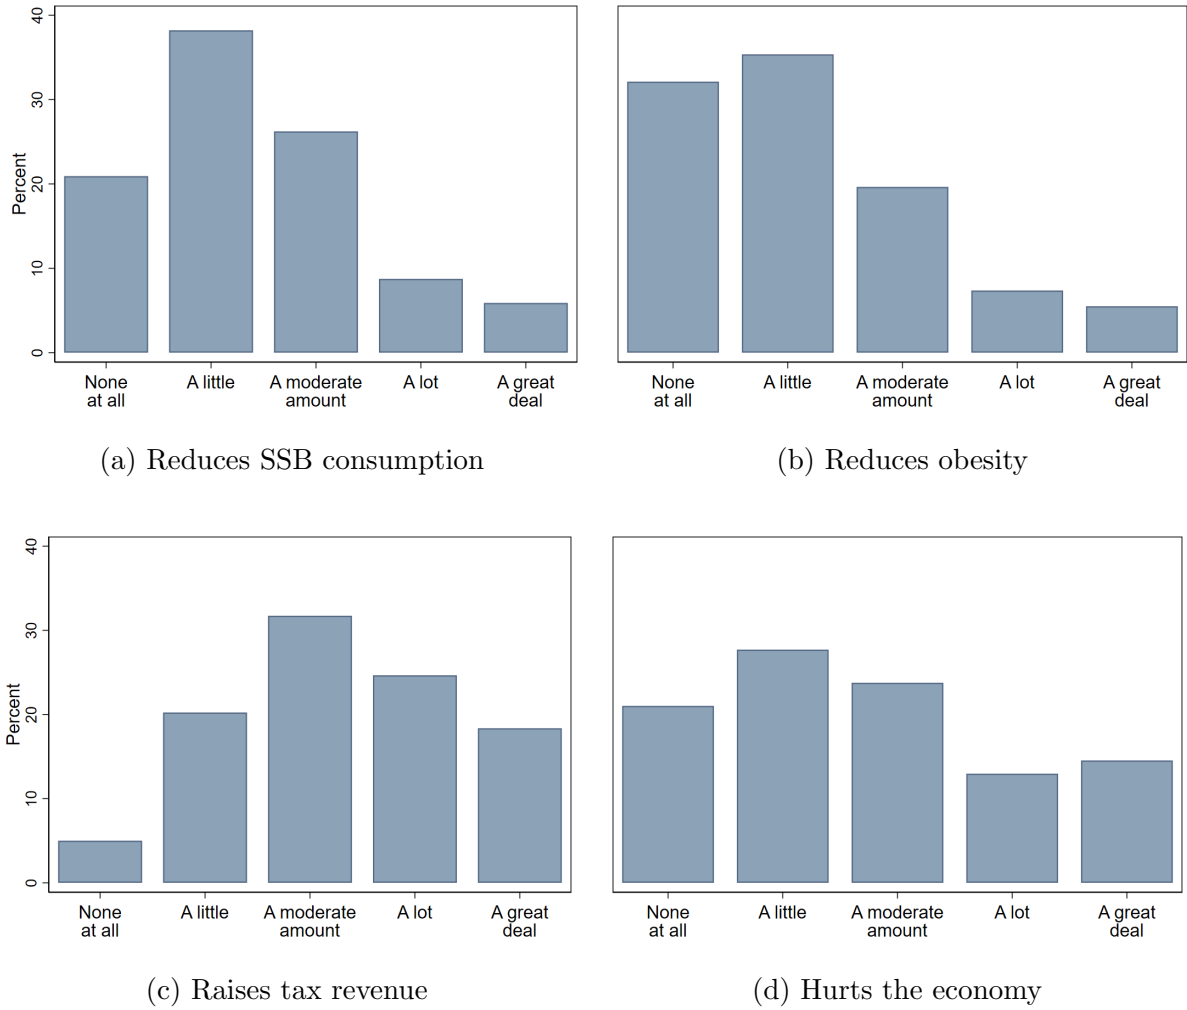 Percent
40
30
20
10
0
None at all
A little
A moderate amount
A lot
A great deal
None at all
A little
A moderate amount
A lot
A great deal
(a) Reduces SSB consumption
(b) Reduces obesity
Percent
40
30
20
10
0
None at all
A little
A moderate amount
A lot
A great deal
None at all
A little
A moderate amount
A lot
A great deal
(c) Raises tax revenue
(d) Hurts the economy